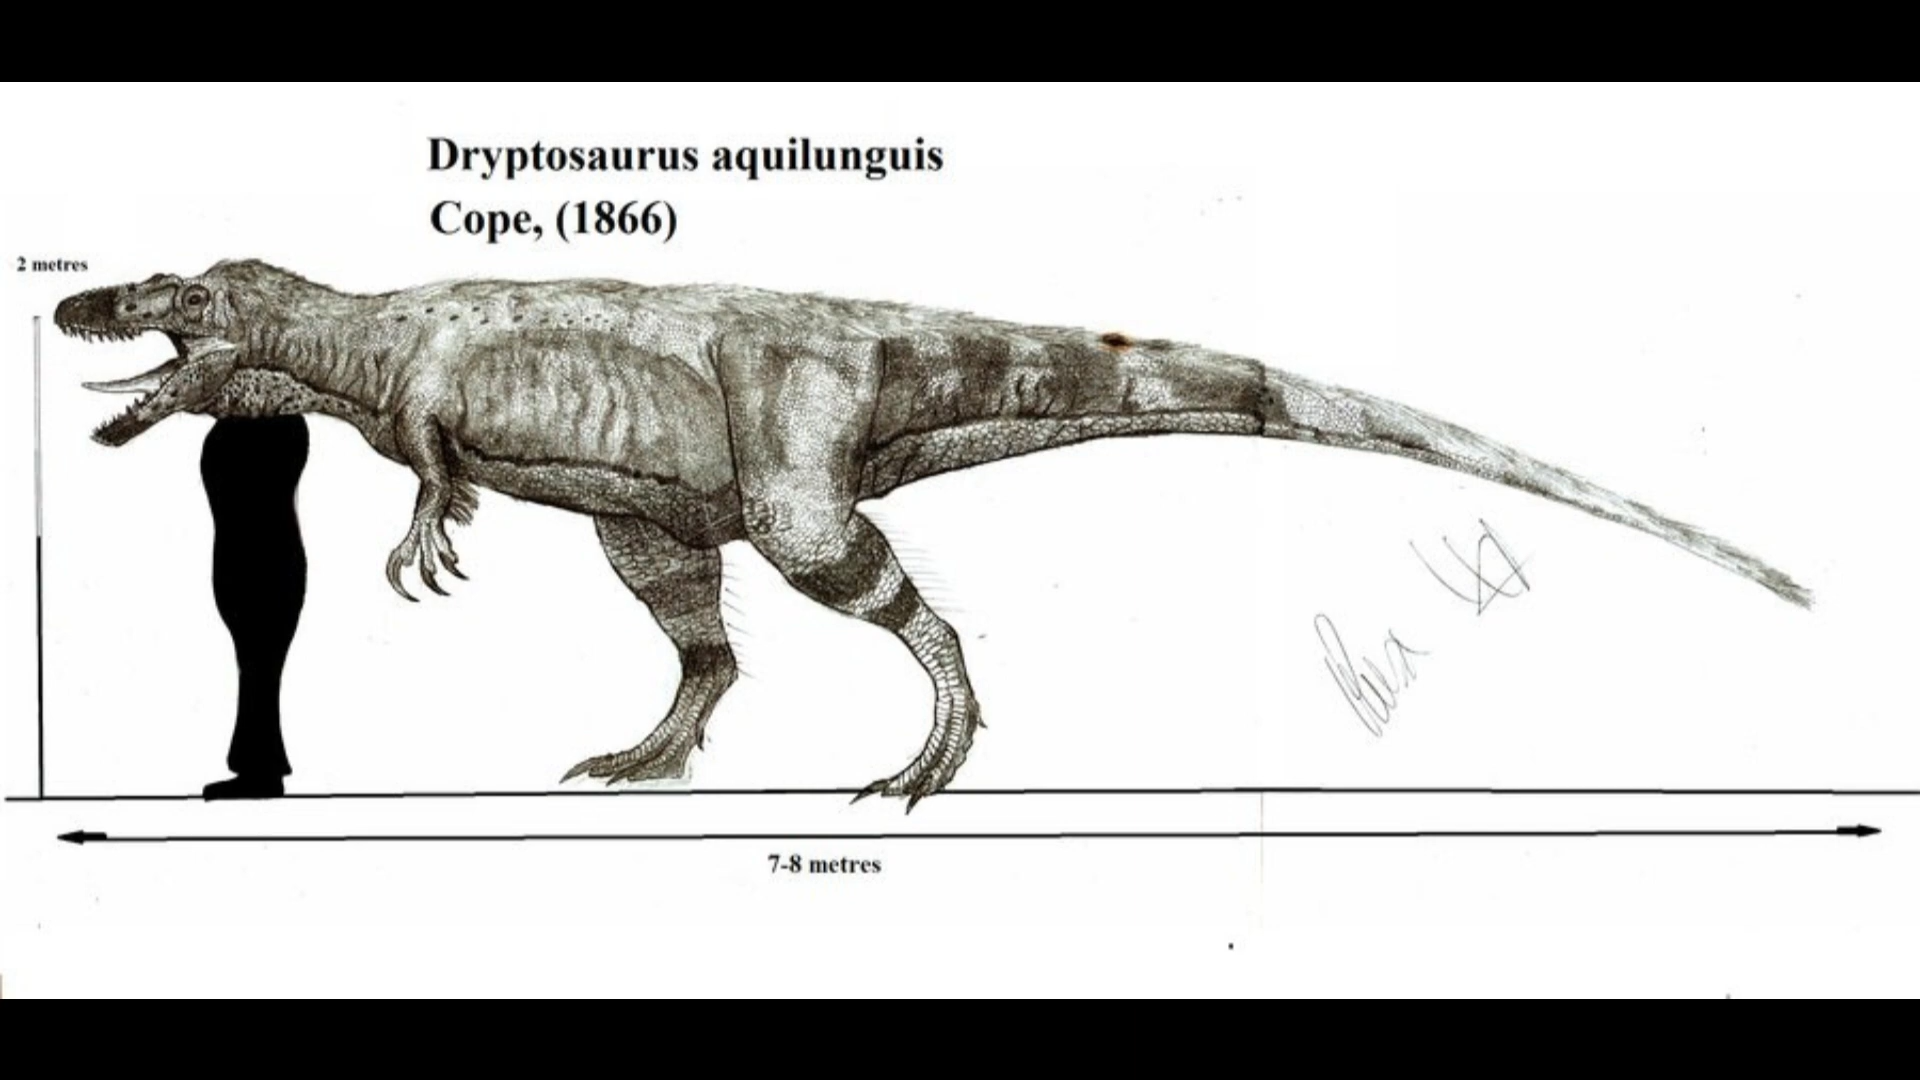 Dryptosaurus aquilunguis
Cope, (1866)
2 metres
7-8 metres